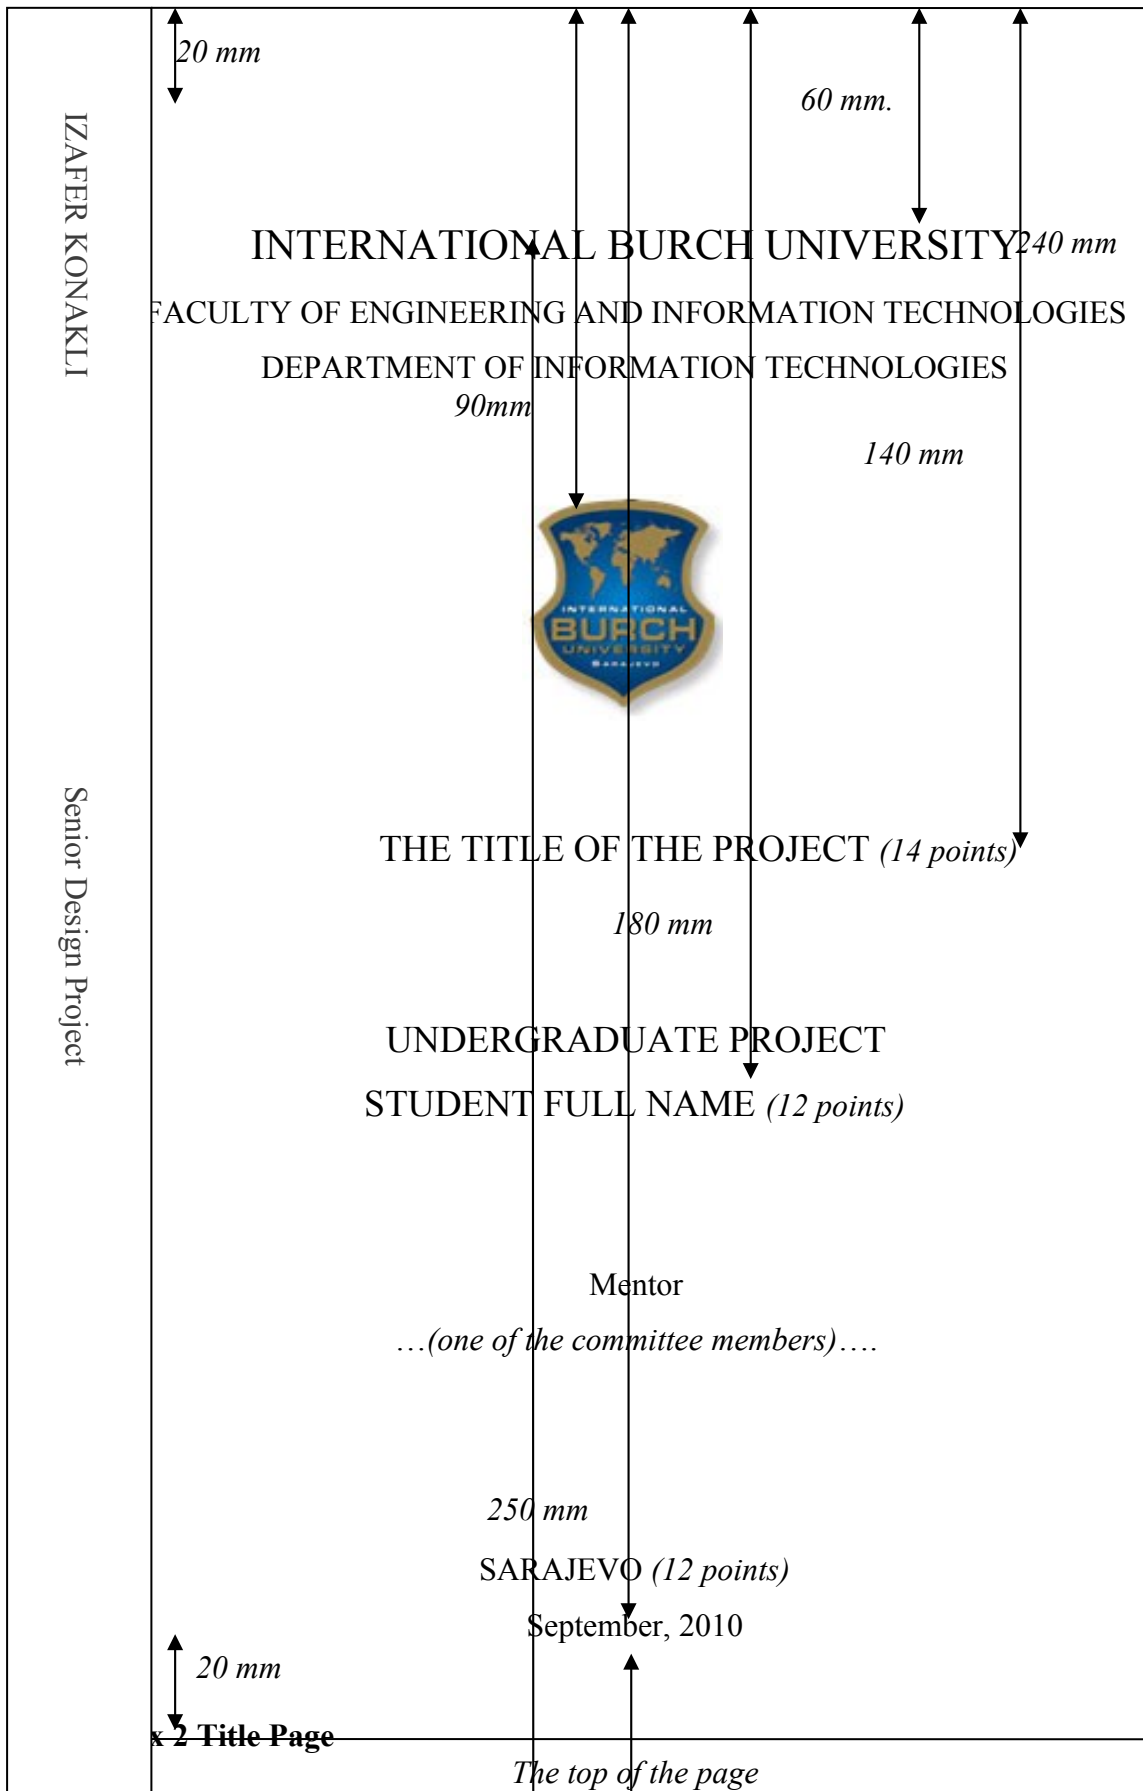 20 mm
60 mm.
IZAFER KONAKLI
INTERNATIONAL BURCH UNIVERSITY
240 mm
FACULTY OF ENGINEERING AND INFORMATION TECHNOLOGIES
DEPARTMENT OF INFORMATION TECHNOLOGIES
90mm
140 mm
INTERNATIONAL
BURCH
UNIVERSITY
SARAJEVO
Senior Design Project
THE TITLE OF THE PROJECT (14 points)
180 mm
UNDERGRADUATE PROJECT
STUDENT FULL NAME (12 points)
Mentor
…(one of the committee members)….
250 mm
SARAJEVO (12 points)
September, 2010
20 mm
x 2 Title Page
The top of the page